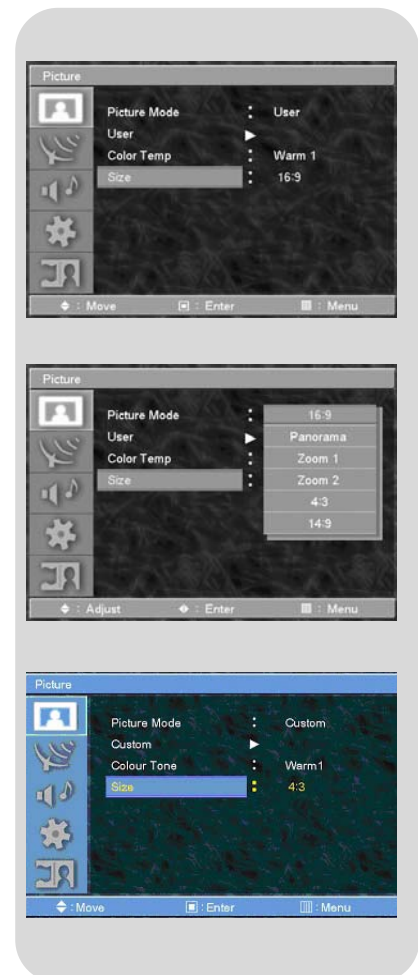 Picture
Picture Mode : User
User
Color Temp : Warm 1
Size : 16:9
: Move : Enter : Menu
Picture
Picture Mode : 16:9
User Panorama
Color Temp : Zoom 1
Size : Zoom 2
4:3
14:9
: Adjust : Enter : Menu
Picture
Picture Mode : Custom
Custom
Colour Tone : Warm1
Size : 4:3
: Move : Enter : Menu